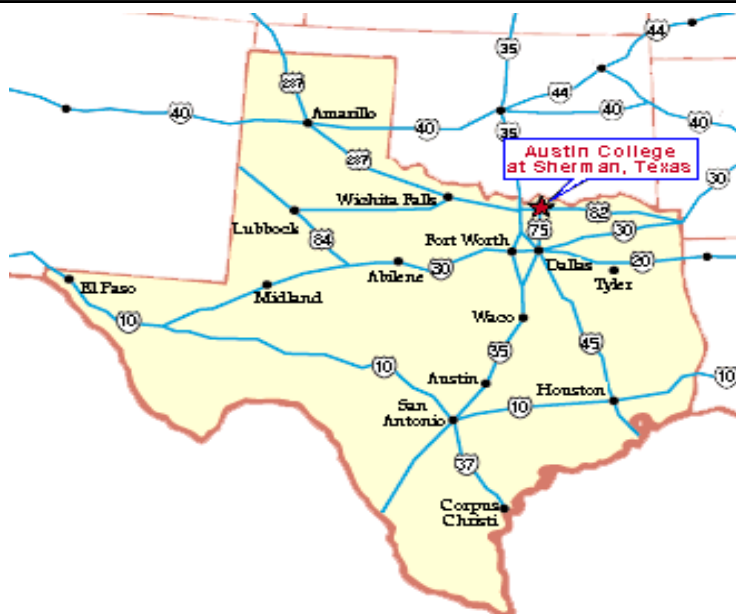 44
35
287
44
40
Amarillo
40
40
40
35
Austin College
at Sherman, Texas
287
30
Wichita Falls
82
Lubbock
75
84
Fort Worth
30
Dallas
Abilene
30
20
El Paso
Midland
Tyler
10
Waco
35
45
10
Austin
Houston
10
San
Antonio
10
37
Corpus
Christi